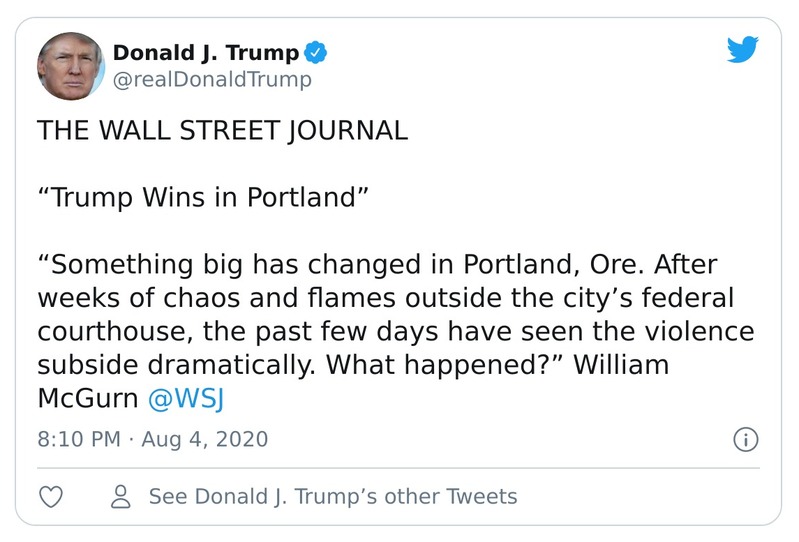 Donald J. Trump
@realDonaldTrump
THE WALL STREET JOURNAL
“Trump Wins in Portland”
“Something big has changed in Portland, Ore. After
weeks of chaos and flames outside the city’s federal
courthouse, the past few days have seen the violence
subside dramatically. What happened?” William
McGurn @WSJ
8:10 PM · Aug 4, 2020
See Donald J. Trump’s other Tweets